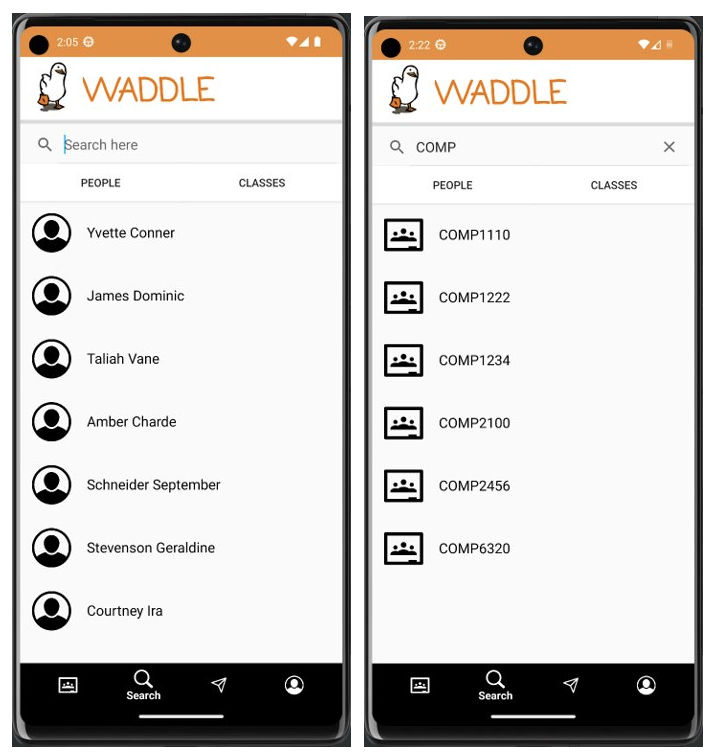 2:05
WADDLE
Search here
PEOPLE CLASSES
Yvette Conner
James Dominic
Taliah Vane
Amber Charde
Schneider September
Stevenson Geraldine
Courtney Ira
Search
2:22
WADDLE
COMP
PEOPLE CLASSES
COMP1110
COMP1222
COMP1234
COMP2100
COMP2456
COMP6320
Search